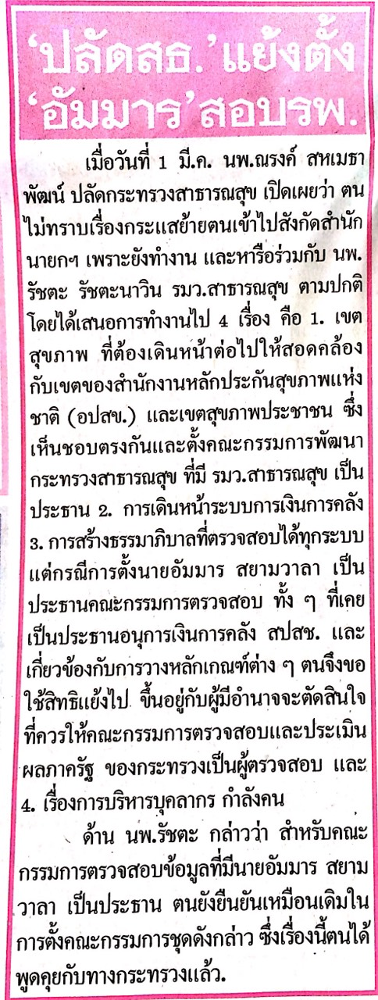 ‘ปลัดสธ.’แย้งตั้ง
‘อัมมาร’สอบรพ.
เมื่อวันที่ 1 มี.ค. นพ.ณรงค์ สหเมธา
พัฒน์ ปลัดกระทรวงสาธารณสุข เปิดเผยว่า ตน
ไม่ทราบเรื่องกระแสย้ายตนเข้าไปสังกัดสำนัก
นายกฯ เพราะยังทำงาน และหารือร่วมกับ นพ.
รัชตะ รัชตะนาวิน รมว.สาธารณสุข ตามปกติ
โดยได้เสนอการทำงานไป 4 เรื่อง คือ 1. เขต
สุขภาพ ที่ต้องเดินหน้าต่อไปให้สอดคล้อง
กับเขตของสำนักงานหลักประกันสุขภาพแห่ง
ชาติ (อปสข.) และเขตสุขภาพประชาชน ซึ่ง
เห็นชอบตรงกันและตั้งคณะกรรมการพัฒนา
กระทรวงสาธารณสุข ที่มี รมว.สาธารณสุข เป็น
ประธาน 2. การเดินหน้าระบบการเงินการคลัง
3. การสร้างธรรมาภิบาลที่ตรวจสอบได้ทุกระบบ
แต่กรณีการตั้งนายอัมมาร สยามวาลา เป็น
ประธานคณะกรรมการตรวจสอบ ทั้ง ๆ ที่เคย
เป็นประธานอนุการเงินการคลัง สปสช. และ
เกี่ยวข้องกับการวางหลักเกณฑ์ต่าง ๆ ตนจึงขอ
ใช้สิทธิแย้งไป ขึ้นอยู่กับผู้มีอำนาจจะตัดสินใจ
ที่ควรให้คณะกรรมการตรวจสอบและประเมิน
ผลภาครัฐ ของกระทรวงเป็นผู้ตรวจสอบ และ
4. เรื่องการบริหารบุคลากร กำลังคน
ด้าน นพ.รัชตะ กล่าวว่า สำหรับคณะ
กรรมการตรวจสอบข้อมูลที่มีนายอัมมาร สยาม
วาลา เป็นประธาน ตนยังยืนยันเหมือนเดิมใน
การตั้งคณะกรรมการชุดดังกล่าว ซึ่งเรื่องนี้ตนได้
พูดคุยกับทางกระทรวงแล้ว.